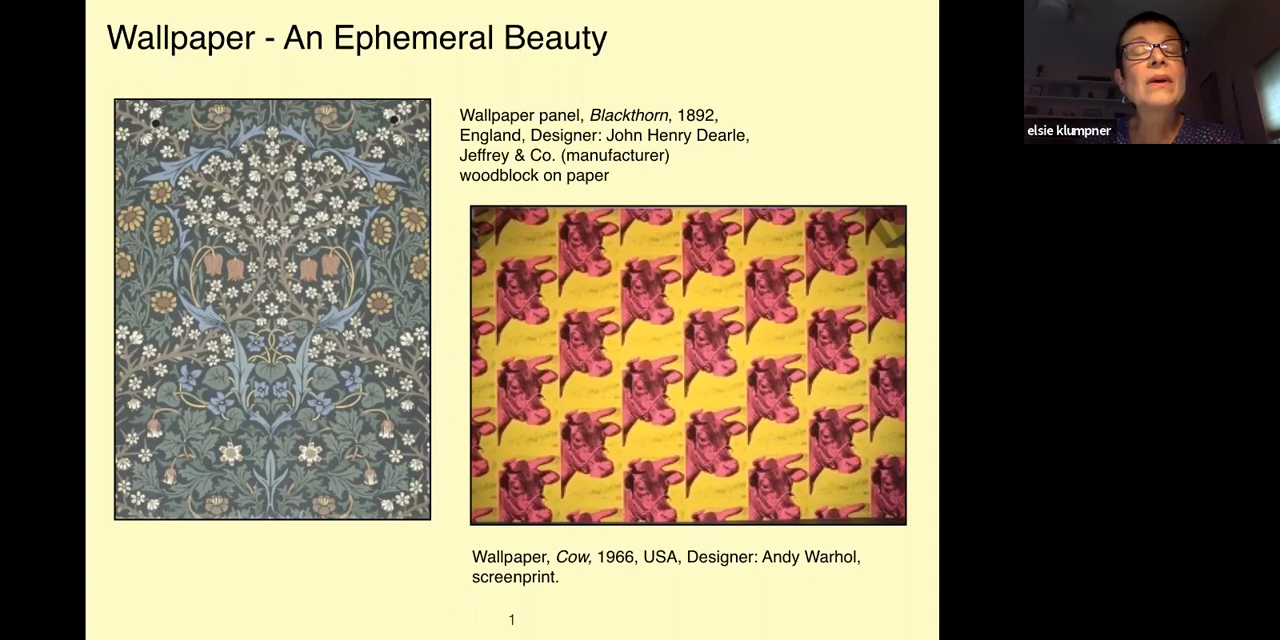 Wallpaper - An Ephemeral Beauty
Wallpaper panel, Blackthorn, 1892,
England, Designer: John Henry Dearle,
Jeffrey & Co. (manufacturer)
woodblock on paper
Wallpaper, Cow, 1966, USA, Designer: Andy Warhol,
screenprint.
1
elsie klumpner